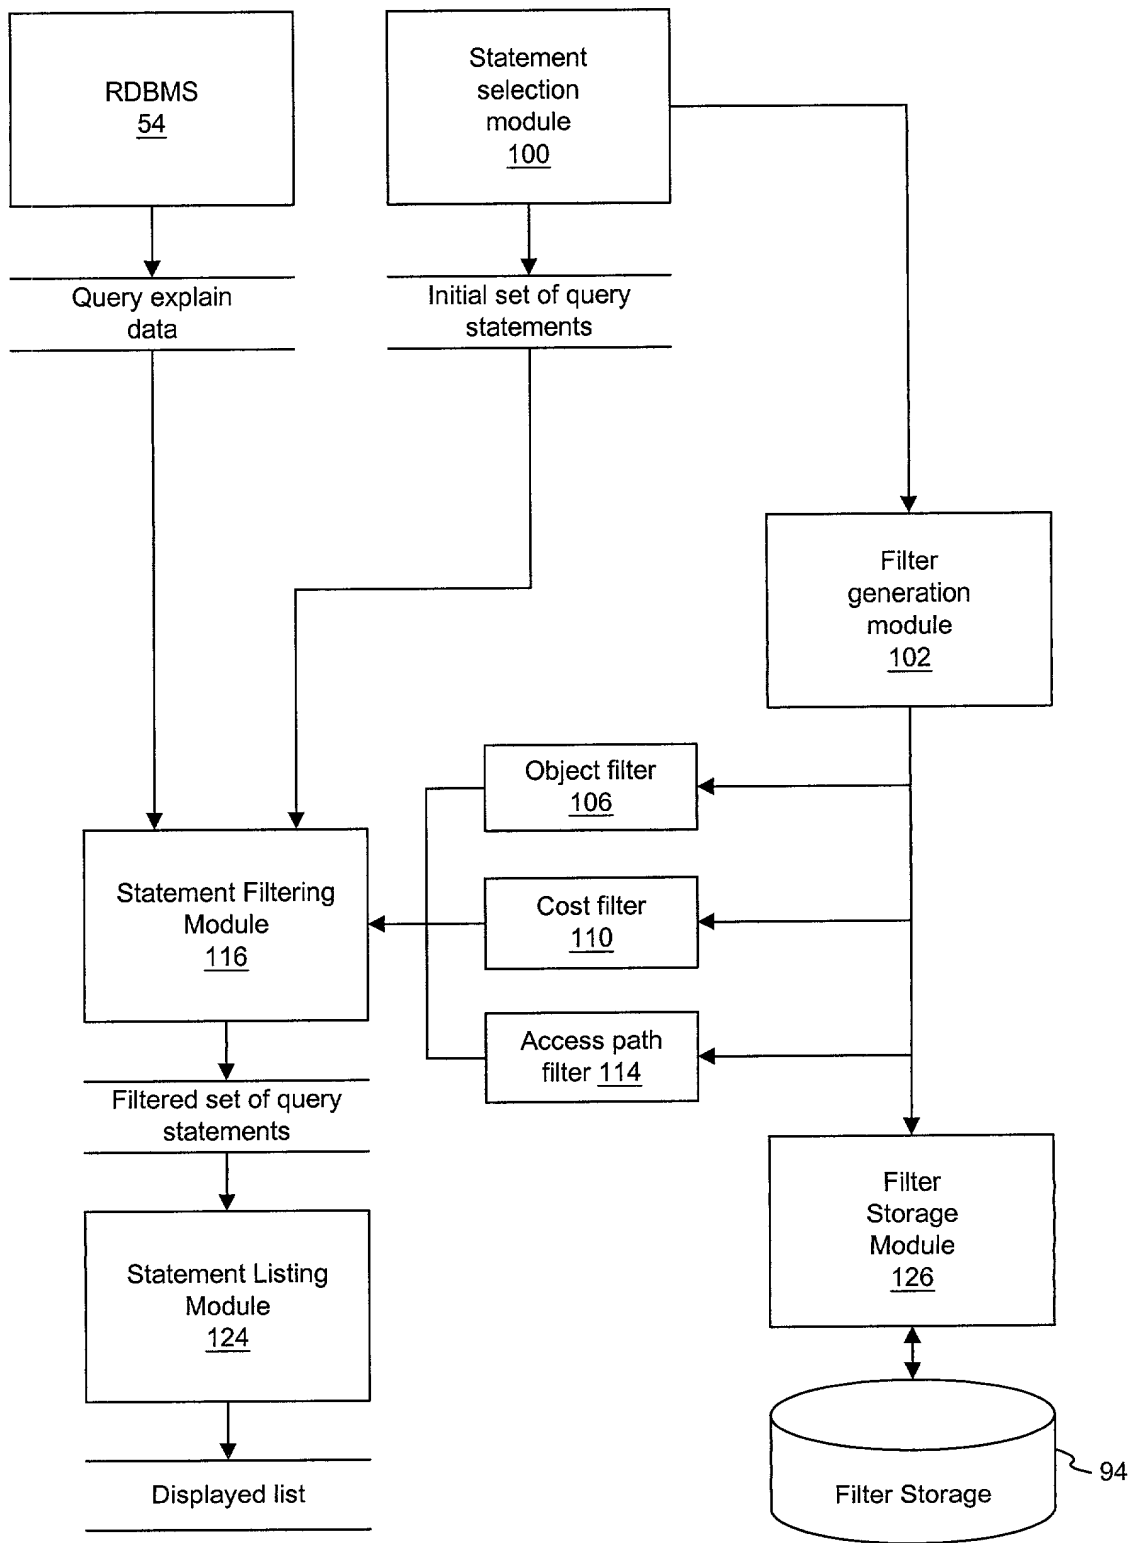 RDBMS
54
Statement
selection
module
100
Query explain
data
Initial set of query
statements
Filter
generation
module
102
Object filter
106
Cost filter
110
Access path
filter 114
Statement Filtering
Module
116
Filtered set of query
statements
Filter
Storage
Module
126
Statement Listing
Module
124
Displayed list
Filter Storage
94